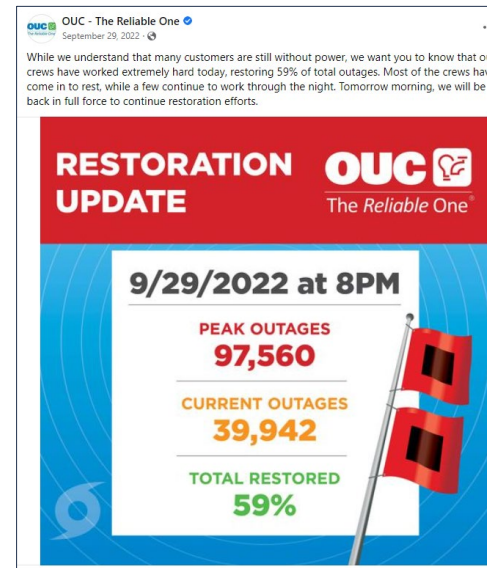 OUC
The Reliable One
OUC - The Reliable One
September 29, 2022 ·
While we understand that many customers are still without power, we want you to know that
crews have worked extremely hard today, restoring 59% of total outages. Most of the crews
come in to rest, while a few continue to work through the night. Tomorrow morning, we will be
back in full force to continue restoration efforts.
RESTORATION
UPDATE
OUC
The Reliable One®
9/29/2022 at 8PM
PEAK OUTAGES
97,560
CURRENT OUTAGES
39,942
TOTAL RESTORED
59%